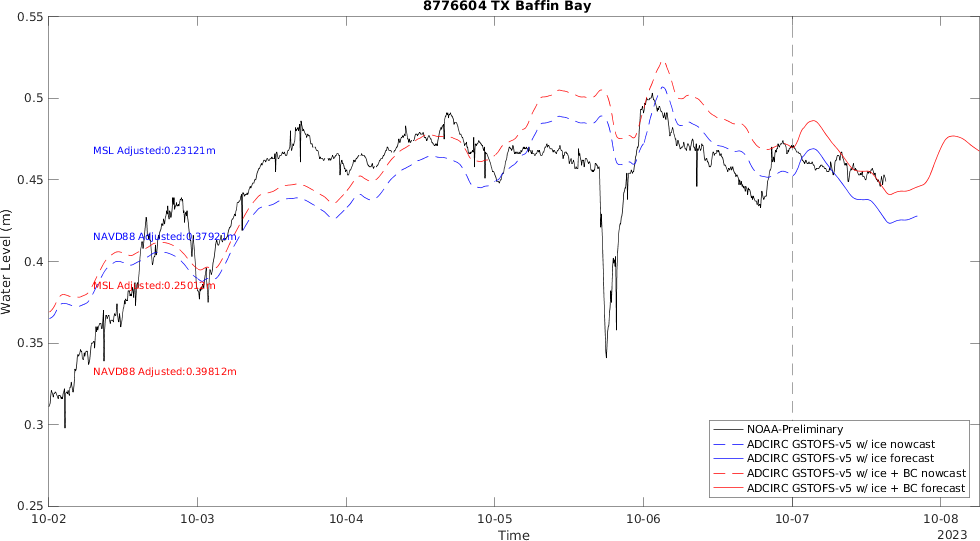 8776604 TX Baffin Bay
Water Level (m)
0.55
0.5
0.45
0.4
0.35
0.3
0.25
MSL Adjusted:0.23121m
NAVD88 Adjusted:0.37921m
MSL Adjusted:
NAVD88 Adjusted:0.39812m
NOAA-Preliminary
ADCIRC GSTOFS-v5 w/ ice nowcast
ADCIRC GSTOFS-v5 w/ ice forecast
ADCIRC GSTOFS-v5 w/ ice + BC nowcast
ADCIRC GSTOFS-v5 w/ ice + BC forecast
10-02
10-03
10-04
10-05
10-06
10-07
10-08
Time
2023